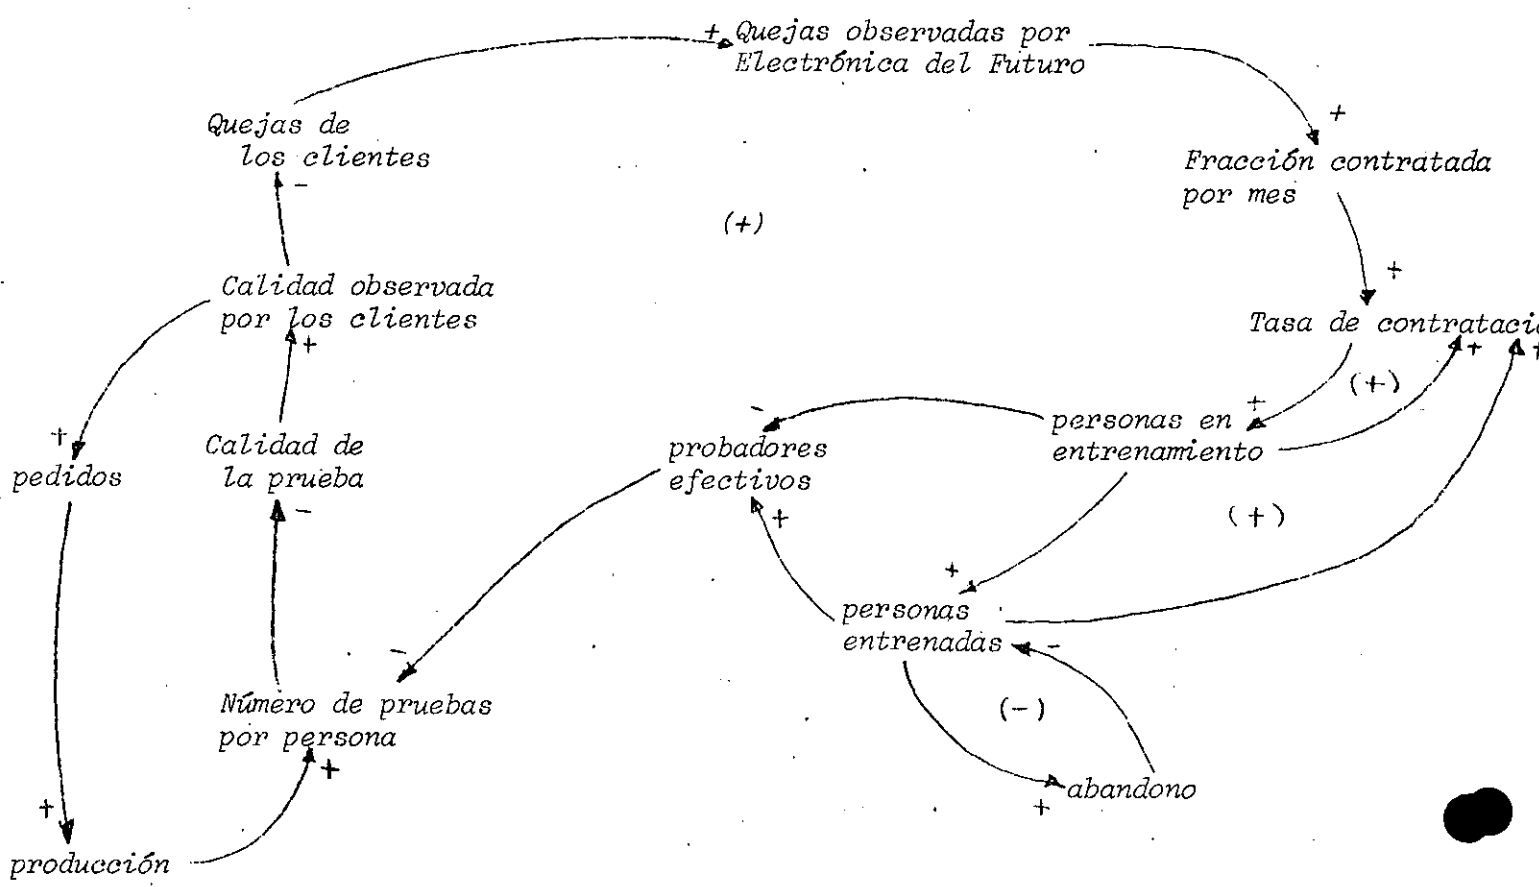 + Quejas observadas por
Electrónica del Futuro
+
Quejas de
los clientes
-
Fracción contratada
por mes
(+)
+
Calidad observada
por los clientes
+
Tasa de contratació
+ +
(+)
+
-
personas en
entrenamiento
+
pedidos
Calidad de
la prueba
-
probadores
efectivos
+
(+)
+
personas
entrenadas
-
-
Número de pruebas
por persona
+
(-)
+
abandono
+
producción